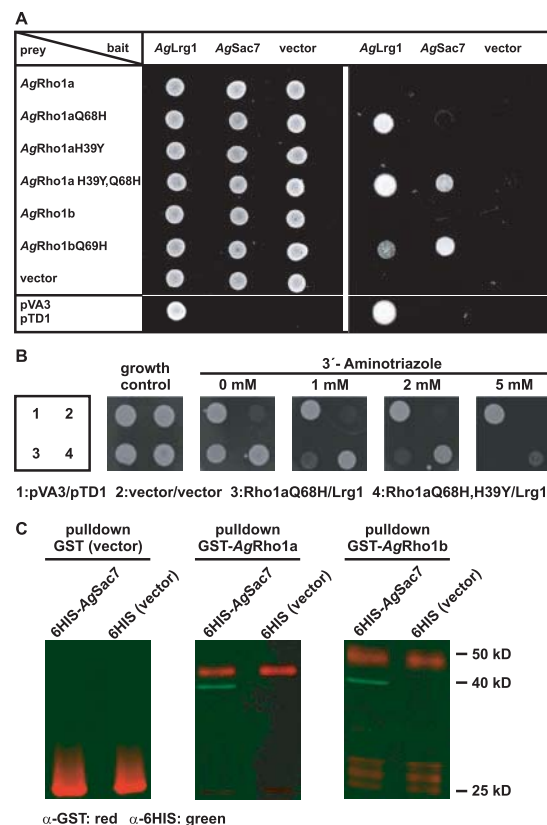 A
prey bait AgLrg1 AgSac7 vector AgLrg1 AgSac7 vector
AgRho1a
AgRho1aQ68H
AgRho1aH39Y
AgRho1a H39Y,Q68H
AgRho1b
AgRho1bQ69H
vector
pVA3
pTD1
B
growth
control
3´- Aminotriazole
0 mM 1 mM 2 mM 5 mM
1 2
3 4
1:pVA3/pTD1 2:vector/vector 3:Rho1aQ68H/Lrg1 4:Rho1aQ68H,H39Y/Lrg1
C
pulldown
GST (vector)
pulldown
GST-AgRho1a
pulldown
GST-AgRho1b
6HIS-AgSac7
6HIS (vector)
6HIS-AgSac7
6HIS (vector)
6HIS-AgSac7
6HIS (vector)
50 kD
40 kD
25 kD
α-GST: red α-6HIS: green